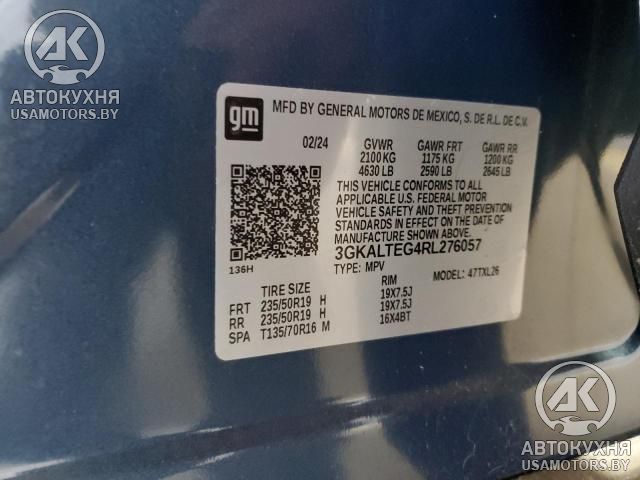 АВТОКУХНЯ
USAMOTORS.BY
gm
MFD BY GENERAL MOTORS DE MEXICO, S. DE R.L. DE C.V.
02/24 GVWR GAWR FRT GAWR RR
2100 KG 1175 KG 1200 KG
4630 LB 2590 LB 2645 LB
THIS VEHICLE CONFORMS TO ALL
APPLICABLE U.S. FEDERAL MOTOR
VEHICLE SAFETY AND THEFT PREVENTION
STANDARDS IN EFFECT ON THE DATE OF
MANUFACTURE SHOWN ABOVE.
3GKALTEG4RL276057
136H TYPE: MPV MODEL: 47TXL26
TIRE SIZE RIM
FRT 235/50R19 H 19X7.5J
RR 235/50R19 H 19X7.5J
SPA T135/70R16 M 16X4BT
АК
АВТОКУХНЯ
USAMOTORS.BY